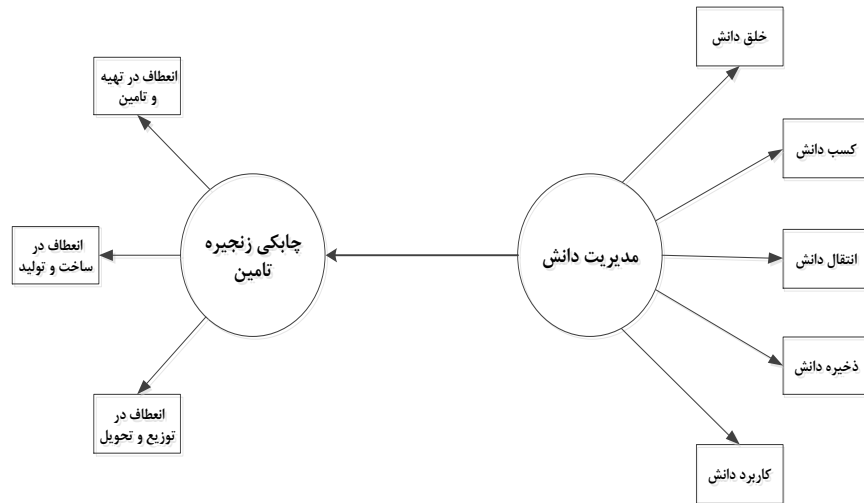 خلق دانش
کسب دانش
انتقال دانش
ذخیره دانش
کاربرد دانش
مدیریت دانش
چابکی زنجیره
تامین
انعطاف در تهیه
و تامین
انعطاف در
ساخت و تولید
انعطاف در
توزیع و تحویل